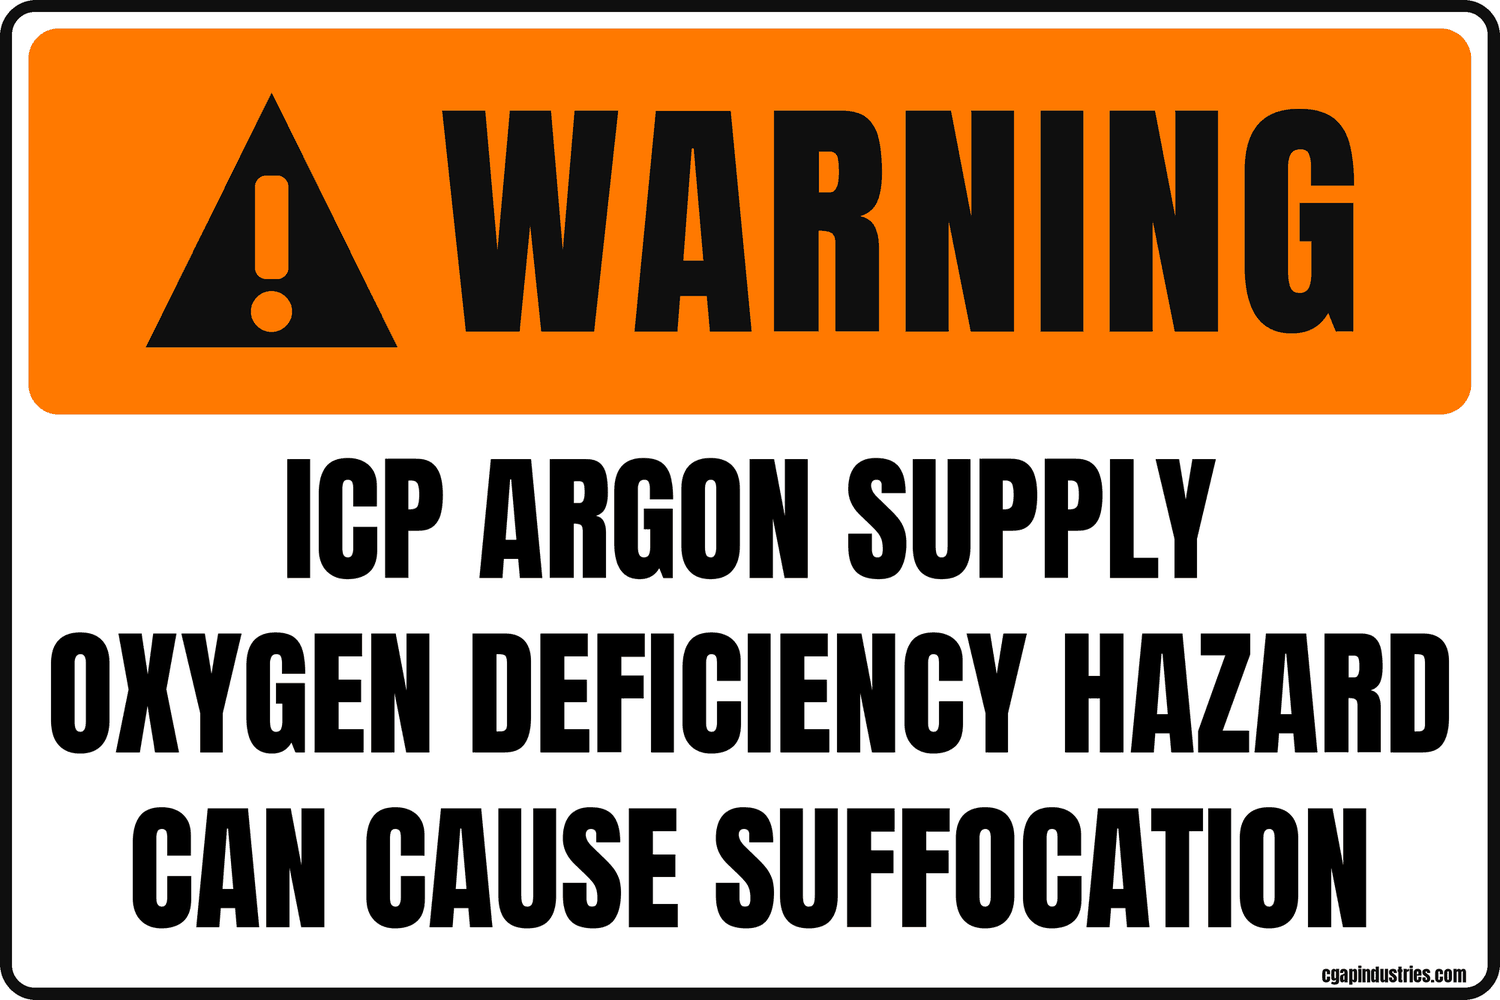 WARNING
ICP ARGON SUPPLY
OXYGEN DEFICIENCY HAZARD
CAN CAUSE SUFFOCATION
cgapindustries.com